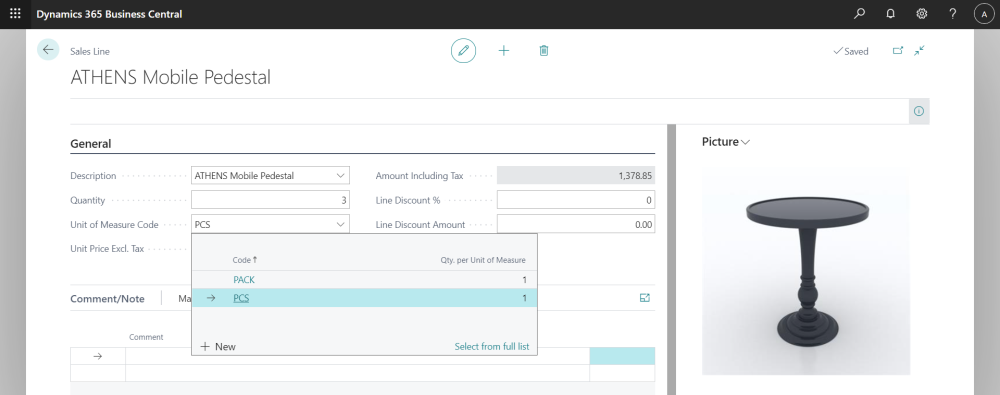 Dynamics 365 Business Central
A
Sales Line
Saved
ATHENS Mobile Pedestal
General
Picture
Description
ATHENS Mobile Pedestal
Amount Including Tax
1,378.85
Quantity
3
Line Discount %
0
Unit of Measure Code
PCS
Line Discount Amount
0.00
Unit Price Excl. Tax
Code ↑
Qty. per Unit of Measure
PACK
1
→ PCS
1
Comment/Note
Ma
+ New
Select from full list
Comment
→